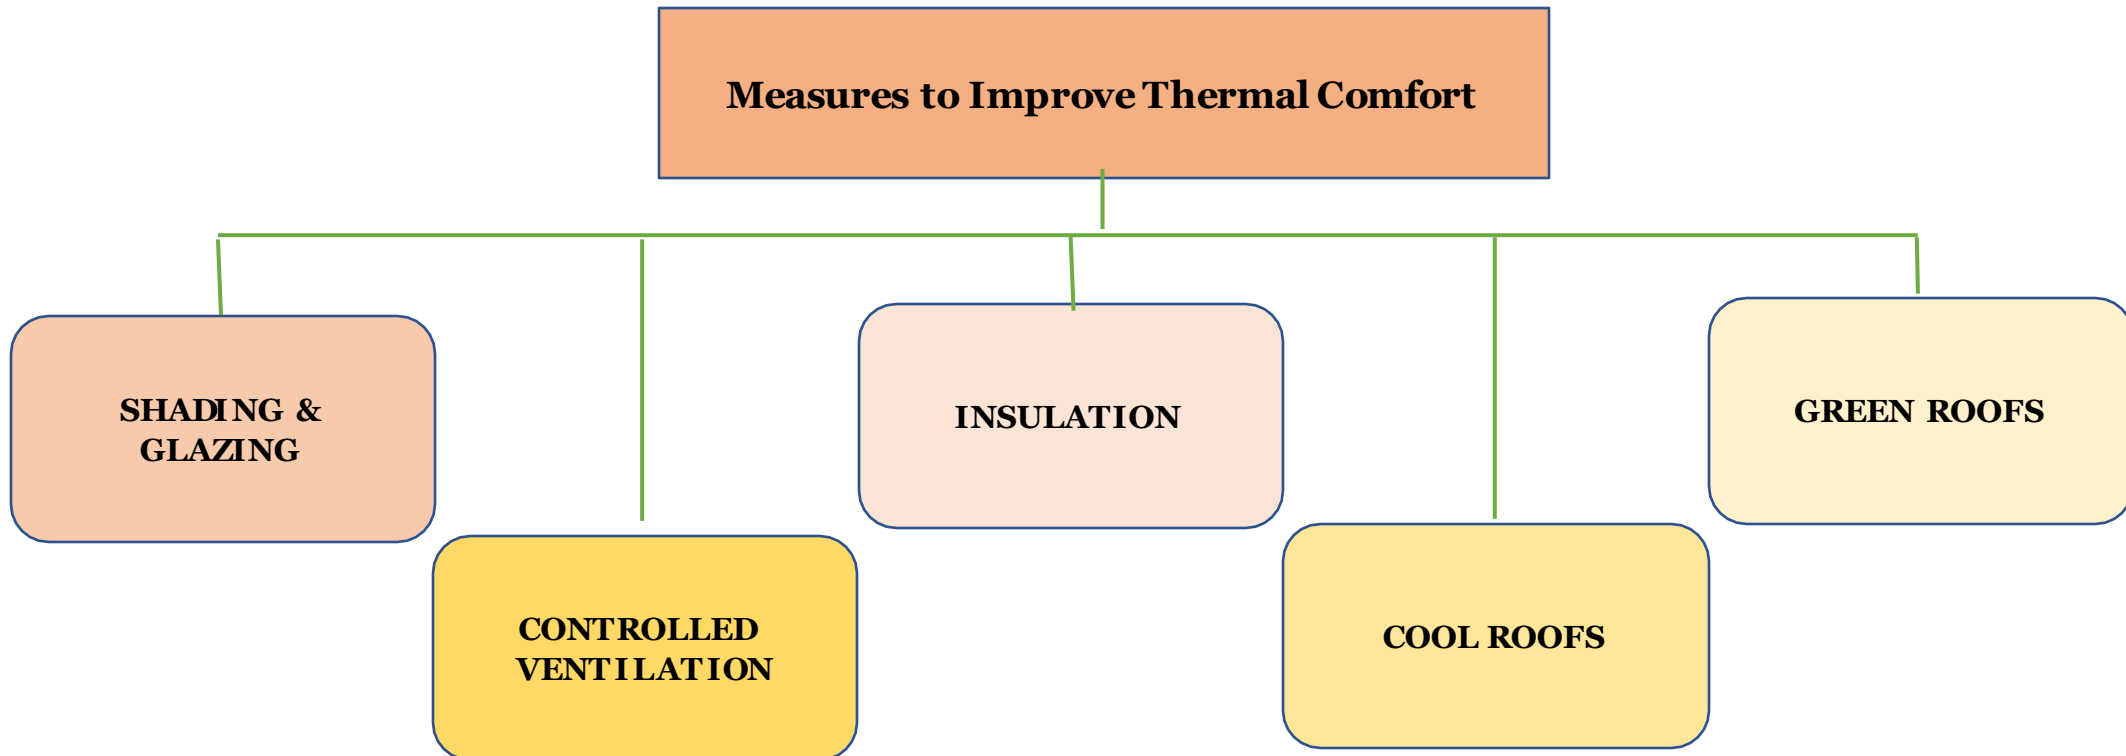 Measures to Improve Thermal Comfort
SHADING &
GLAZING
CONTROLLED
VENTILATION
INSULATION
COOL ROOFS
GREEN ROOFS